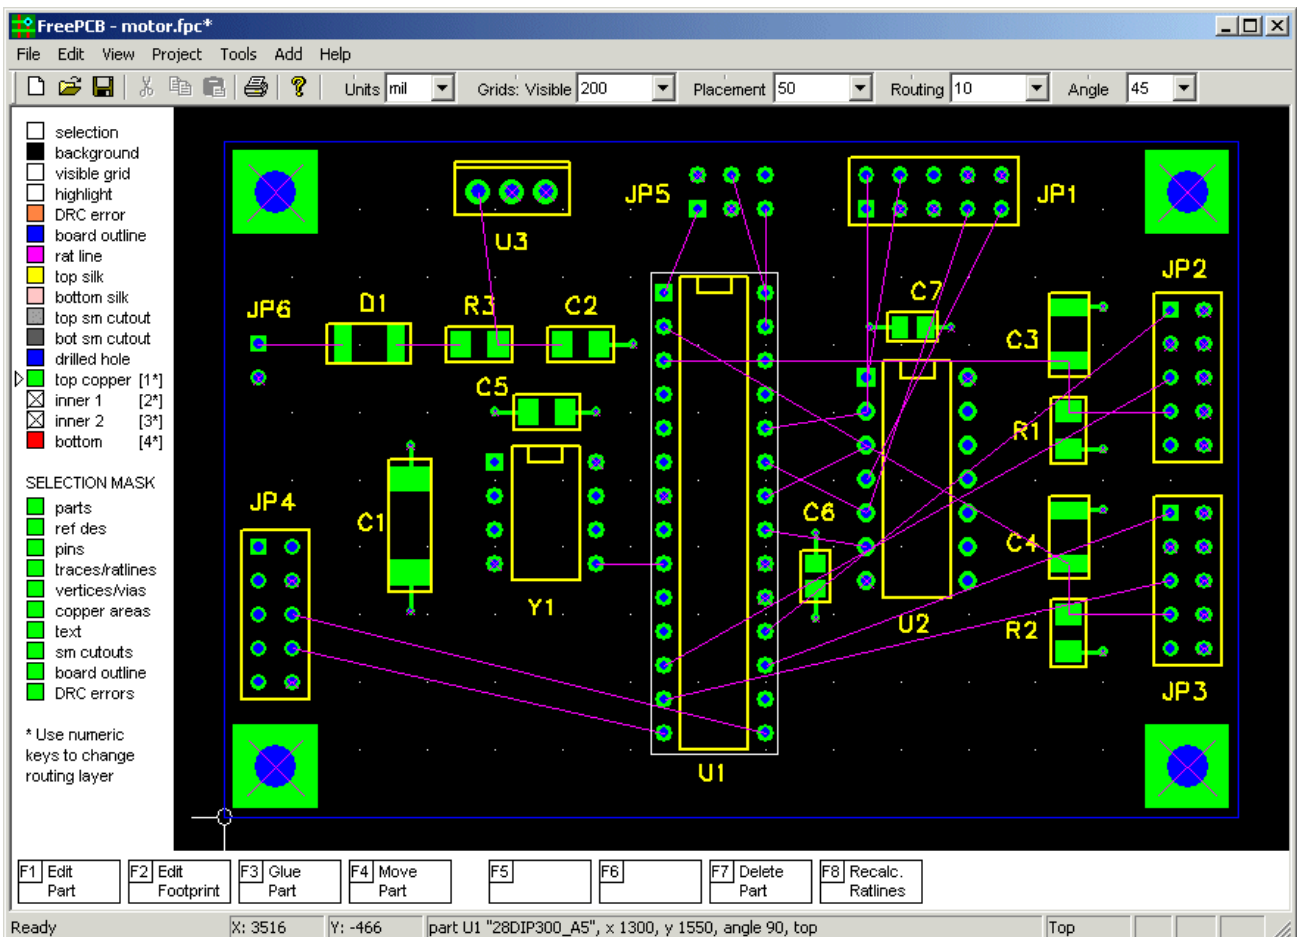 FreePCB - motor.fpc*
File Edit View Project Tools Add Help
Units mil Grids: Visible 200 Placement 50 Routing 10 Angle 45
selection
background
visible grid
highlight
DRC error
board outline
rat line
top silk
bottom silk
top sm cutout
bot sm cutout
drilled hole
top copper [1*]
inner 1 [2*]
inner 2 [3*]
bottom [4*]
SELECTION MASK
parts
ref des
pins
traces/ratlines
vertices/vias
copper areas
text
sm cutouts
board outline
DRC errors
* Use numeric
keys to change
routing layer
JP5
JP1
U3
JP2
JP6
D1
R3
C2
C7
C3
C5
R1
JP4
C1
C6
C4
Y1
U2
R2
JP3
U1
F1 Edit Part
F2 Edit Footprint
F3 Glue Part
F4 Move Part
F5
F6
F7 Delete Part
F8 Recalc. Ratlines
Ready X: 3516 Y: -466 part U1 "28DIP300_A5", x 1300, y 1550, angle 90, top Top